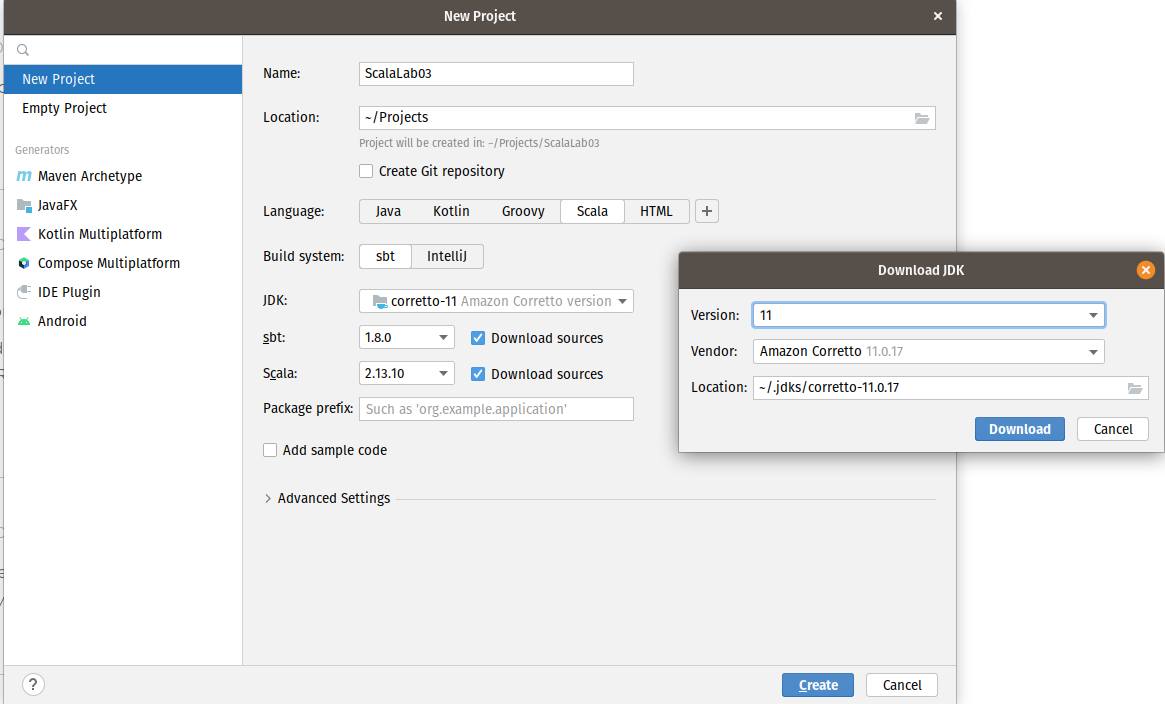 New Project
New Project
Empty Project
Generators
Maven Archetype
JavaFX
Kotlin Multiplatform
Compose Multiplatform
IDE Plugin
Android
Name: ScalaLab03
Location: ~/Projects
Project will be created in: ~/Projects/ScalaLab03
Create Git repository
Language: Java Kotlin Groovy Scala HTML +
Build system: sbt IntelliJ
JDK: corretto-11 Amazon Corretto version
sbt: 1.8.0 Download sources
Scala: 2.13.10 Download sources
Package prefix: Such as 'org.example.application'
Add sample code
Advanced Settings
? Create Cancel
Download JDK
Version: 11
Vendor: Amazon Corretto 11.0.17
Location: ~/.jdks/corretto-11.0.17
Download Cancel